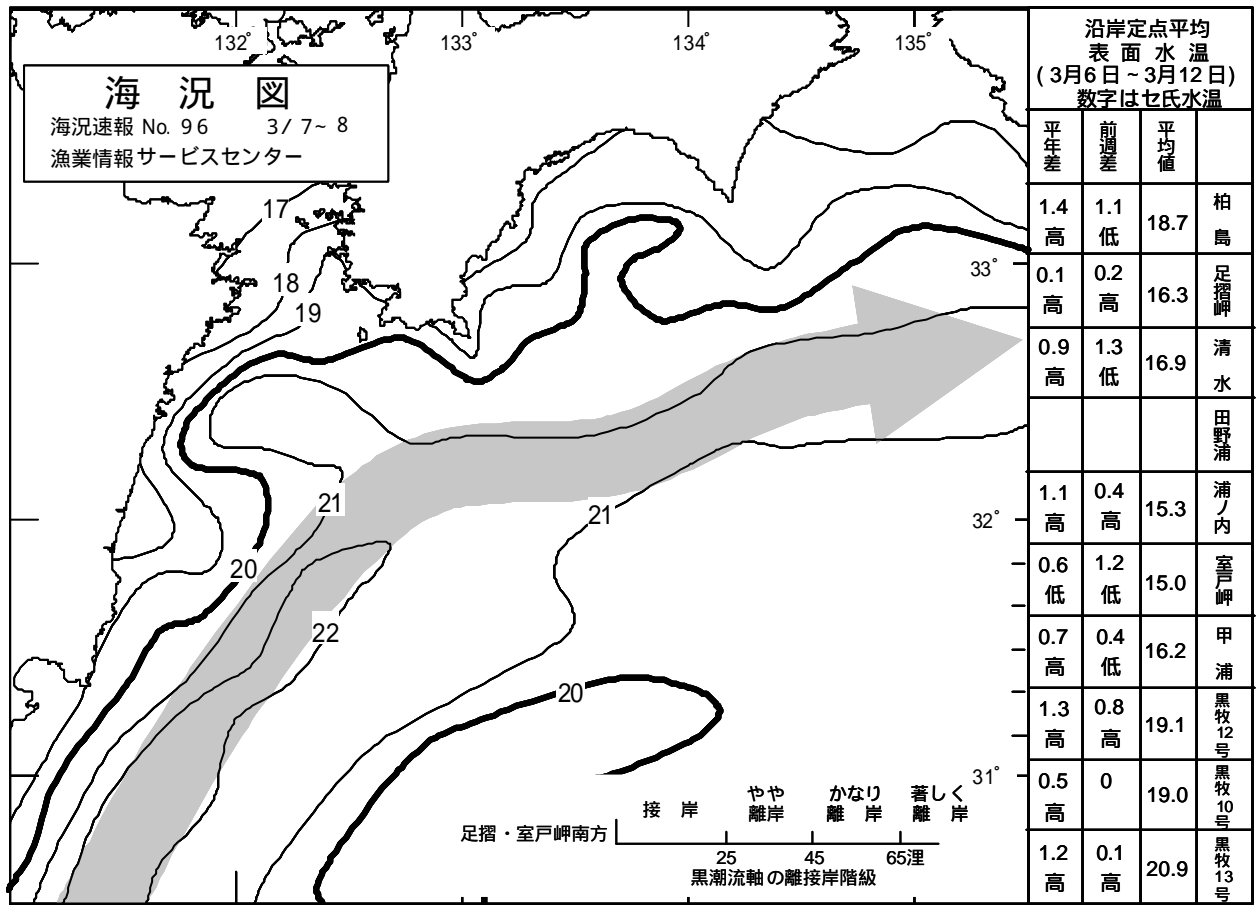 132° 133° 134° 135°
海 況 図
海況速報 No. 96 3/ 7~ 8
漁業情報サービスセンター
17
18
19
33°
21
21
32°
20
22
20
31°
接 岸 やや離岸 かなり離 岸 著しく離 岸
足摺・室戸岬南方
25 45 65浬
黒潮流軸の離接岸階級
沿岸定点平均
表 面 水 温
( 3月6日~3月12日)
数字はセ氏水温
平年差 前週差 平均値
1.4高 1.1低 18.7 柏島
0.1高 0.2高 16.3 足摺岬
0.9高 1.3低 16.9 清水
田野浦
1.1高 0.4高 15.3 浦ノ内
0.6低 1.2低 15.0 室戸岬
0.7高 0.4低 16.2 甲浦
1.3高 0.8高 19.1 黒牧12号
0.5高 0 19.0 黒牧10号
1.2高 0.1高 20.9 黒牧13号